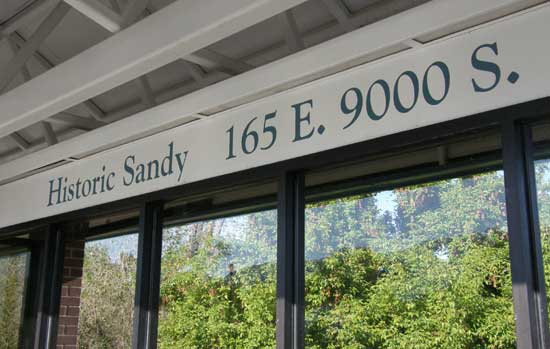 Historic Sandy 165 E. 9000 S.